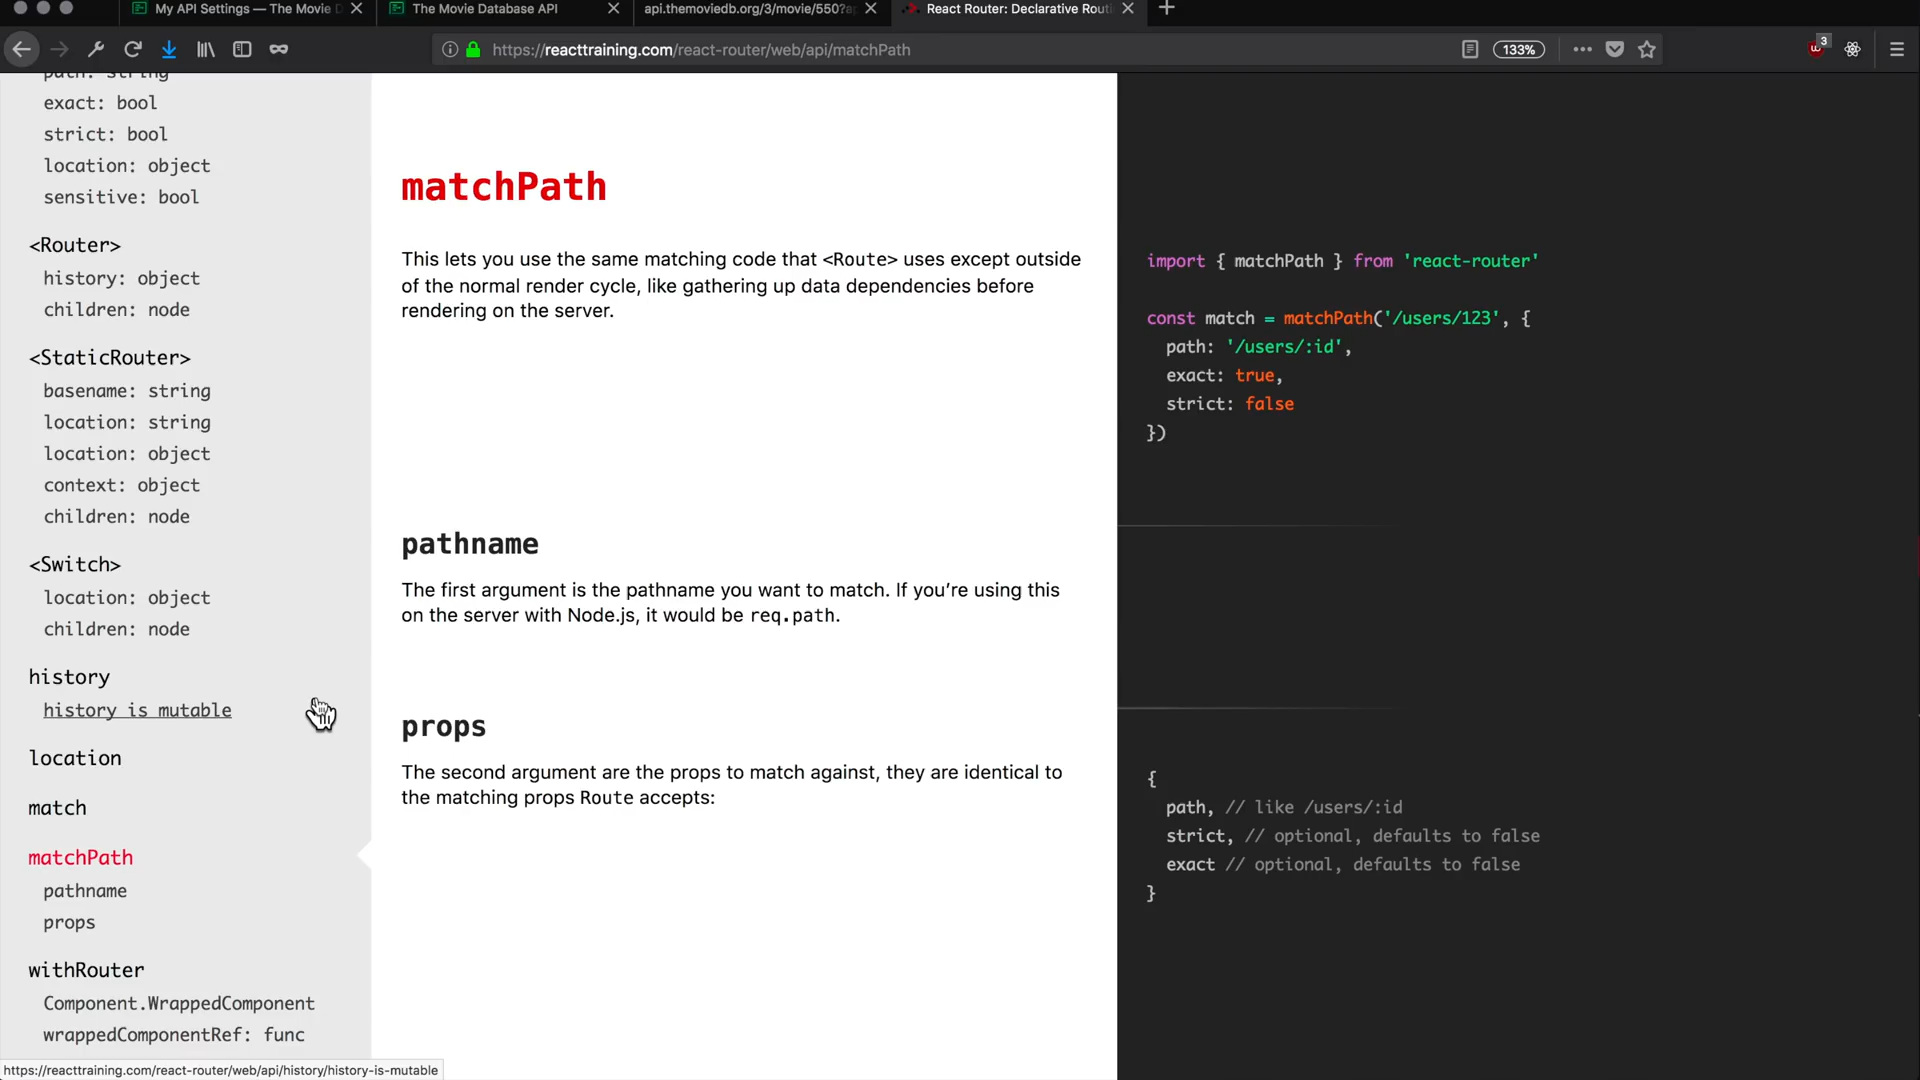 My API Settings — The Movie D
The Movie Database API
api.themoviedb.org/3/movie/550?a
React Router: Declarative Routi
https://reacttraining.com/react-router/web/api/matchPath
133%
3
path: string
exact: bool
strict: bool
location: object
sensitive: bool
<Router>
history: object
children: node
<StaticRouter>
basename: string
location: string
location: object
context: object
children: node
<Switch>
location: object
children: node
history
history is mutable
location
match
matchPath
pathname
props
withRouter
Component.WrappedComponent
wrappedComponentRef: func
https://reacttraining.com/react-router/web/api/history/history-is-mutable
matchPath
This lets you use the same matching code that <Route> uses except outside
of the normal render cycle, like gathering up data dependencies before
rendering on the server.
pathname
The first argument is the pathname you want to match. If you’re using this
on the server with Node.js, it would be req.path.
props
The second argument are the props to match against, they are identical to
the matching props Route accepts:
import { matchPath } from 'react-router'
const match = matchPath('/users/123', {
path: '/users/:id',
exact: true,
strict: false
})
{
path, // like /users/:id
strict, // optional, defaults to false
exact // optional, defaults to false
}